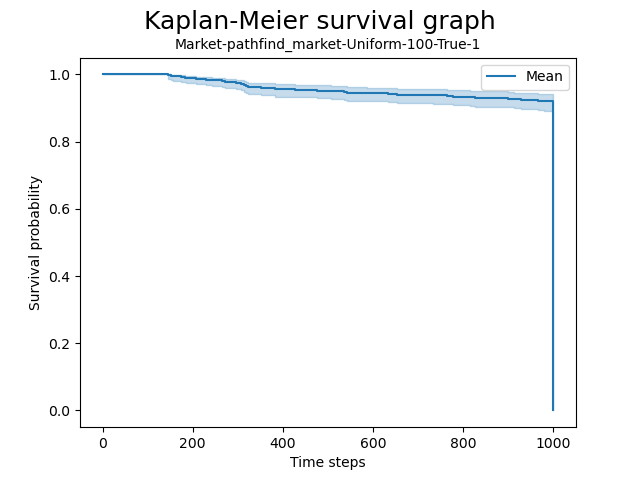 Kaplan-Meier survival graph
Market-pathfind_market-Uniform-100-True-1
Mean
Survival probability
1.0
0.8
0.6
0.4
0.2
0.0
0 200 400 600 800 1000
Time steps